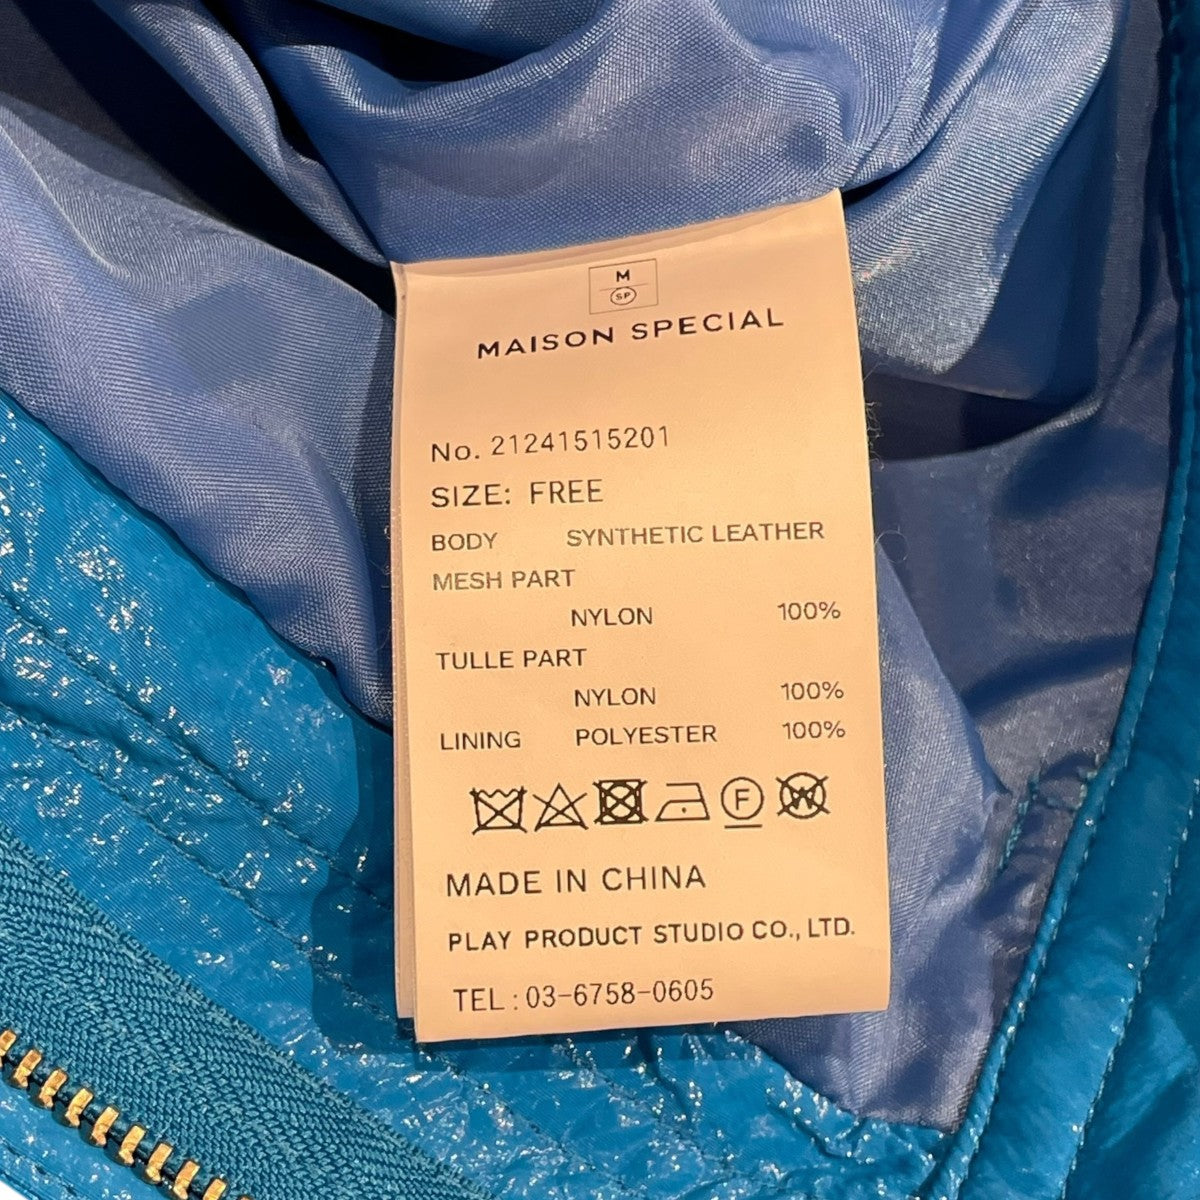 M
SP
MAISON SPECIAL
No. 21241515201
SIZE: FREE
BODY SYNTHETIC LEATHER
MESH PART
NYLON 100%
TULLE PART
NYLON 100%
LINING POLYESTER 100%
F W
MADE IN CHINA
PLAY PRODUCT STUDIO CO., LTD.
TEL : 03-6758-0605